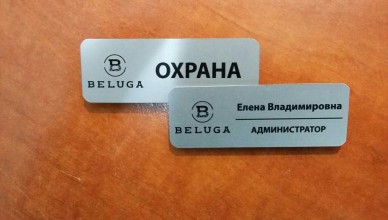 B
BELUGA
ОХРАНА
B
BELUGA
Елена Владимировна
АДМИНИСТРАТОР